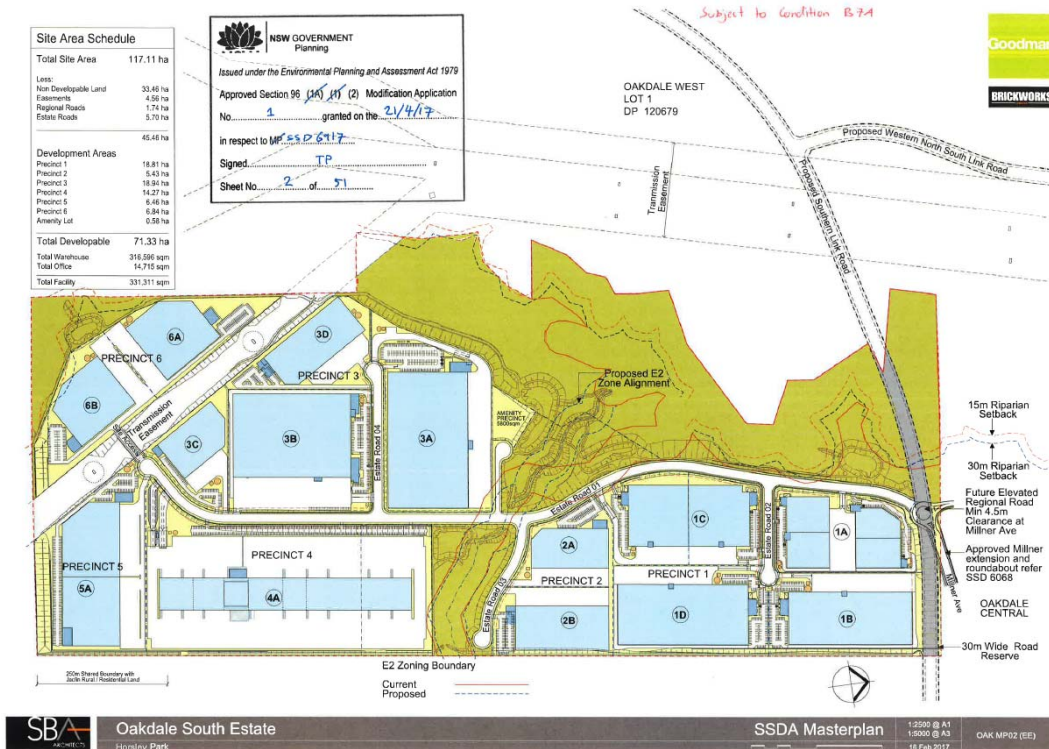 Subject to Condition B7A
Goodman
BRICKWORKS
Site Area Schedule
Total Site Area 117.11 ha
Less:
Non Developable Land 33.46 ha
Easements 4.56 ha
Regional Roads 1.74 ha
Estate Roads 5.70 ha
45.46 ha
Development Areas
Precinct 1 18.81 ha
Precinct 2 5.43 ha
Precinct 3 18.94 ha
Precinct 4 14.27 ha
Precinct 5 6.46 ha
Precinct 6 6.84 ha
Amenity Lot 0.58 ha
Total Developable 71.33 ha
Total Warehouse 316,596 sqm
Total Office 14,715 sqm
Total Facility 331,311 sqm
NSW GOVERNMENT
Planning
Issued under the Environmental Planning and Assessment Act 1979
Approved Section 96 (1A) (1) (2) Modification Application
No. 1 granted on the 21/4/17
in respect to MP SSD 6917
Signed TP
Sheet No. 2 of 51
OAKDALE WEST
LOT 1
DP 120679
Tranmission
Easement
Proposed Western North South Link Road
Proposed Southern Link Road
6A
PRECINCT 6
6B
3D
PRECINCT 3
Transmission
Easement
3C
3B
Estate Road 04
3A
AMENITY
PRECINCT
5800sqm
Proposed E2
Zone Alignment
15m Riparian
Setback
30m Riparian
Setback
Future Elevated
Regional Road
Min 4.5m
Clearance at
Millner Ave
Approved Millner
extension and
roundabout refer
SSD 6068
Millner Ave
OAKDALE
CENTRAL
30m Wide Road
Reserve
Estate Road 01
1C
Estate Road 02
1A
2A
PRECINCT 1
PRECINCT 2
PRECINCT 4
PRECINCT 5
5A
4A
Estate Road 03
2B
1D
1B
E2 Zoning Boundary
Current
Proposed
250m Shared Boundary with
Jacfin Rural / Residential Land
SBA
ARCHITECTS
Oakdale South Estate
Horsley Park
SSDA Masterplan
1:2500 @ A1
1:5000 @ A3
16 Feb 2017
OAK MP02 (EE)